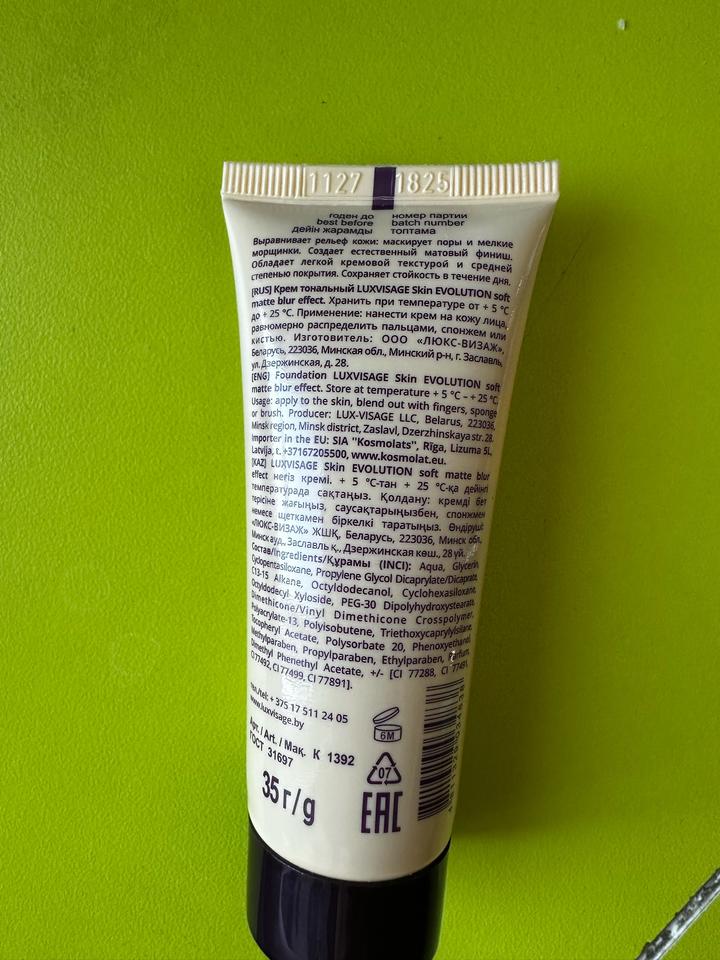 1127 1825
годен до номер партии
best before batch number
дейін жарамды топтама
Выравнивает рельеф кожи: маскирует поры и мелкие
морщинки. Создает естественный матовый финиш.
Обладает легкой кремовой текстурой и средней
степенью покрытия. Сохраняет стойкость в течение дня.
[RUS] Крем тональный LUXVISAGE Skin EVOLUTION soft
matte blur effect. Хранить при температуре от + 5 °C
до + 25 °C. Применение: нанести крем на кожу лица,
равномерно распределить пальцами, спонжем или
кистью. Изготовитель: ООО «ЛЮКС-ВИЗАЖ»,
Беларусь, 223036, Минская обл., Минский р-н, г. Заславль,
ул. Дзержинская, д. 28.
[ENG] Foundation LUXVISAGE Skin EVOLUTION soft
matte blur effect. Store at temperature + 5 °C – + 25 °C.
Usage: apply to the skin, blend out with fingers, sponge
or brush. Producer: LUX-VISAGE LLC, Belarus, 223036,
Minsk region, Minsk district, Zaslavl, Dzerzhinskaya str. 28.
Importer in the EU: SIA "Kosmolats", Rīga, Lizuma 5L,
Latvija, t. +37167205500, www.kosmolat.eu.
[KAZ] LUXVISAGE Skin EVOLUTION soft matte blur
effect негіз кремі. + 5 °C-тан + 25 °C-қа дейінгі
температурада сақтаңыз. Қолдану: кремді бет
терісіне жағыңыз, саусақтарыңызбен, спонжмен
немесе щеткамен біркелкі таратыңыз. Өндіруші:
«ЛЮКС-ВИЗАЖ» ЖШҚ, Беларусь, 223036, Минск обл.,
Минск ауд., Заславль қ., Дзержинская көш., 28 үй.
Состав/Ingredients/Құрамы (INCI): Aqua, Glycerin,
Cyclopentasiloxane, Propylene Glycol Dicaprylate/Dicaprate,
C13-15 Alkane, Octyldodecanol, Cyclohexasiloxane,
Octyldodecyl Xyloside, PEG-30 Dipolyhydroxystearate,
Dimethicone/Vinyl Dimethicone Crosspolymer,
Polyacrylate-13, Polyisobutene, Triethoxycaprylylsilane,
Tocopheryl Acetate, Polysorbate 20, Phenoxyethanol,
Methylparaben, Propylparaben, Ethylparaben, Parfum,
Dimethyl Phenethyl Acetate, +/- [CI 77288, CI 77491,
CI 77492, CI 77499, CI 77891].
Тел./tel: + 375 17 511 24 05
www.luxvisage.by
Арт. / Art. / Мақ. К 1392
ГОСТ 31697
6M
07
35 г/g
EAC